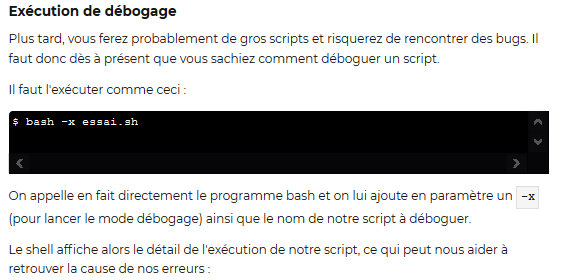 Exécution de débogage
Plus tard, vous ferez probablement de gros scripts et risquerez de rencontrer des bugs. Il
faut donc dès à présent que vous sachiez comment déboguer un script.
Il faut l'exécuter comme ceci :
$ bash -x essai.sh
On appelle en fait directement le programme bash et on lui ajoute en paramètre un -x
(pour lancer le mode débogage) ainsi que le nom de notre script à déboguer.
Le shell affiche alors le détail de l'exécution de notre script, ce qui peut nous aider à
retrouver la cause de nos erreurs :